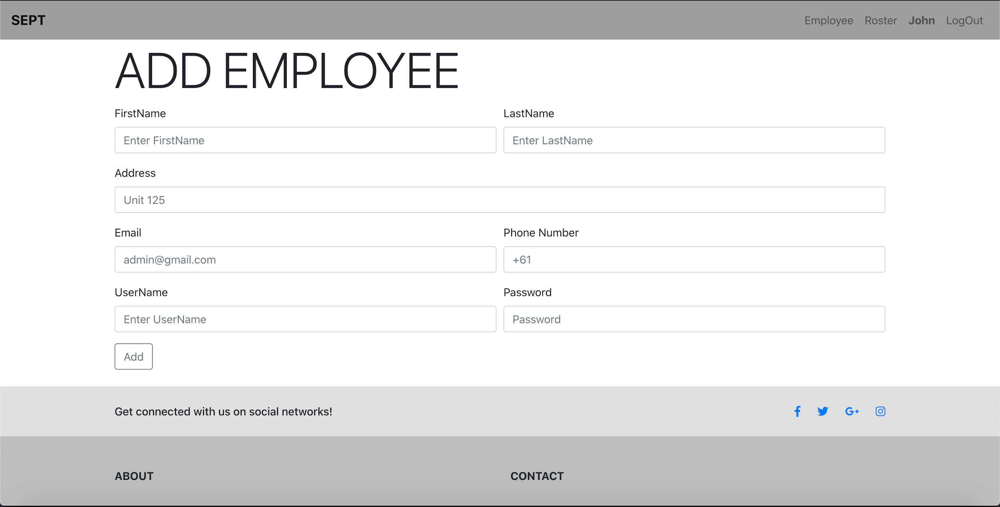 SEPT Employee Roster John LogOut
ADD EMPLOYEE
FirstName LastName
Enter FirstName Enter LastName
Address
Unit 125
Email Phone Number
admin@gmail.com +61
UserName Password
Enter UserName Password
Add
Get connected with us on social networks!
ABOUT CONTACT